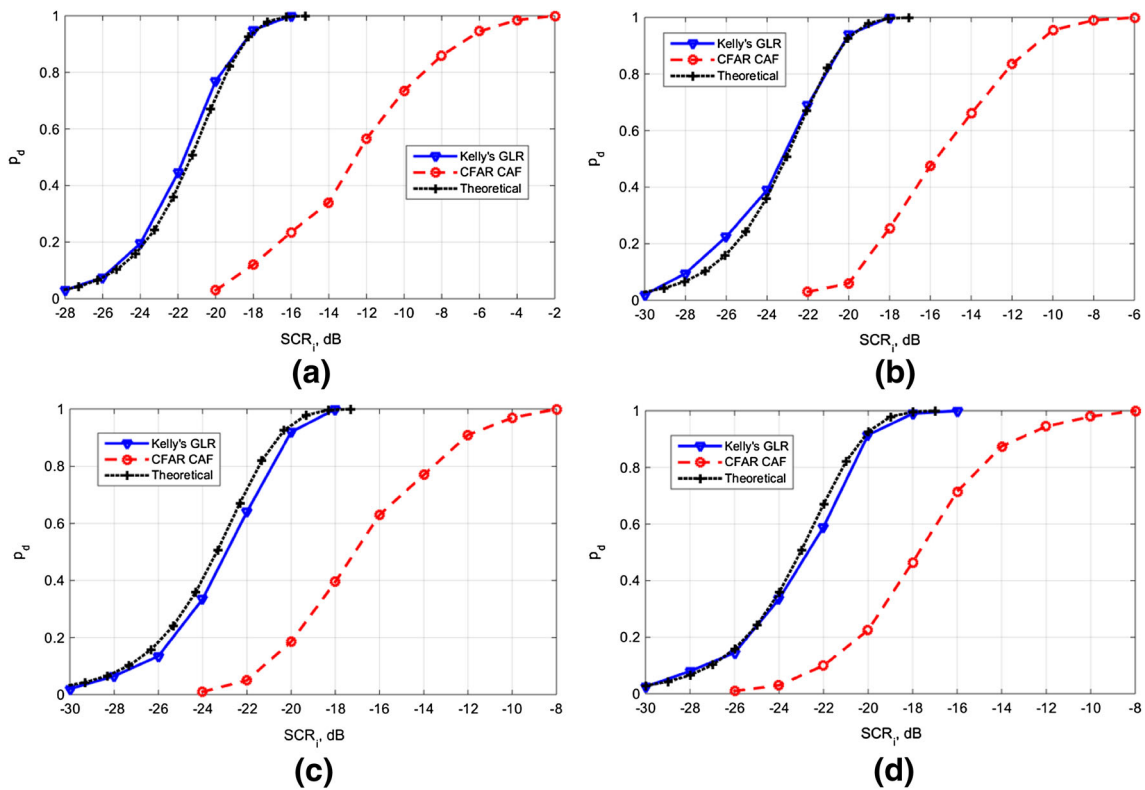 1
0.8
0.6
0.4
0.2
0
p_d
Kelly's GLR
CFAR CAF
Theoretical
-28 -26 -24 -22 -20 -18 -16 -14 -12 -10 -8 -6 -4 -2
SCR_i, dB
(a)
1
0.8
0.6
0.4
0.2
0
p_d
Kelly's GLR
CFAR CAF
Theoretical
-30 -28 -26 -24 -22 -20 -18 -16 -14 -12 -10 -8 -6
SCR_i, dB
(b)
1
0.8
0.6
0.4
0.2
0
p_d
Kelly's GLR
CFAR CAF
Theoretical
-30 -28 -26 -24 -22 -20 -18 -16 -14 -12 -10 -8
SCR_i, dB
(c)
1
0.8
0.6
0.4
0.2
0
p_d
Kelly's GLR
CFAR CAF
Theoretical
-30 -28 -26 -24 -22 -20 -18 -16 -14 -12 -10 -8
SCR_i, dB
(d)